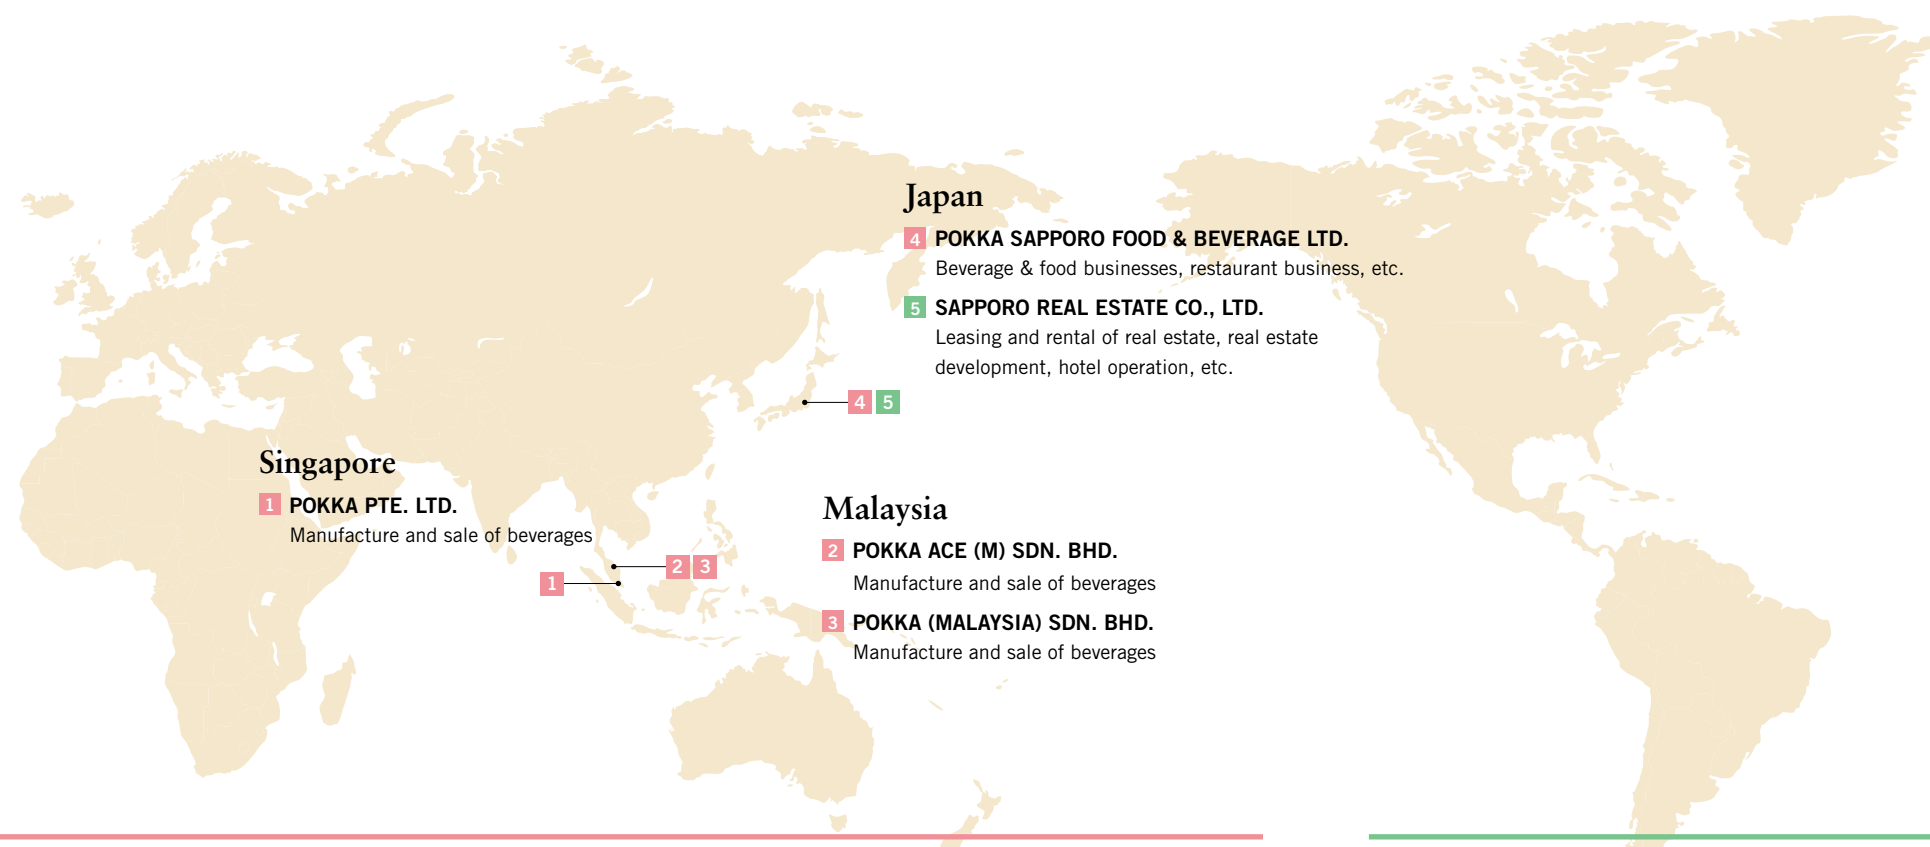 Japan
4 POKKA SAPPORO FOOD & BEVERAGE LTD.
Beverage & food businesses, restaurant business, etc.
5 SAPPORO REAL ESTATE CO., LTD.
Leasing and rental of real estate, real estate
development, hotel operation, etc.
4 5
Singapore
1 POKKA PTE. LTD.
Manufacture and sale of beverages
2 3
1
Malaysia
2 POKKA ACE (M) SDN. BHD.
Manufacture and sale of beverages
3 POKKA (MALAYSIA) SDN. BHD.
Manufacture and sale of beverages